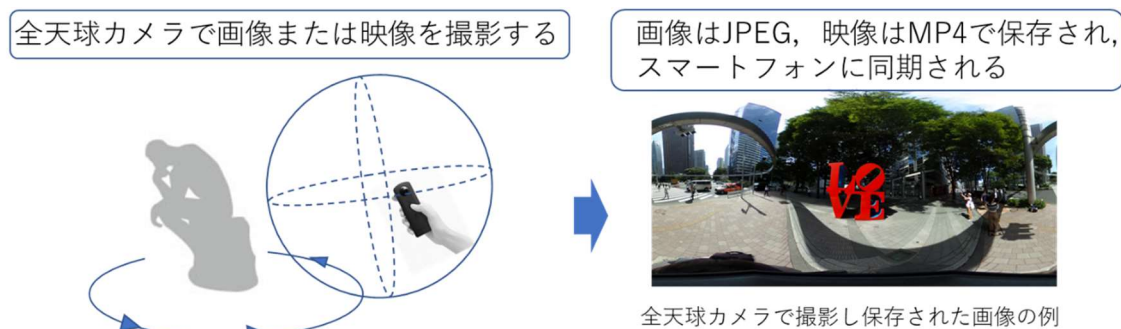 全天球カメラで画像または映像を撮影する
画像はJPEG，映像はMP4で保存され，
スマートフォンに同期される
LOVE
全天球カメラで撮影し保存された画像の例